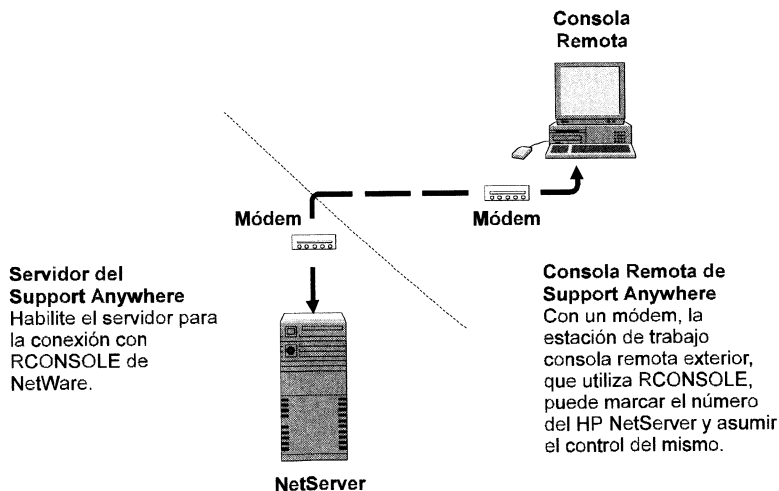 Consola
Remota
Módem
Módem
Servidor del
Support Anywhere
Habilite el servidor para
la conexión con
RCONSOLE de
NetWare.
Consola Remota de
Support Anywhere
Con un módem, la
estación de trabajo
consola remota exterior,
que utiliza RCONSOLE,
puede marcar el número
del HP NetServer y asumir
el control del mismo.
NetServer